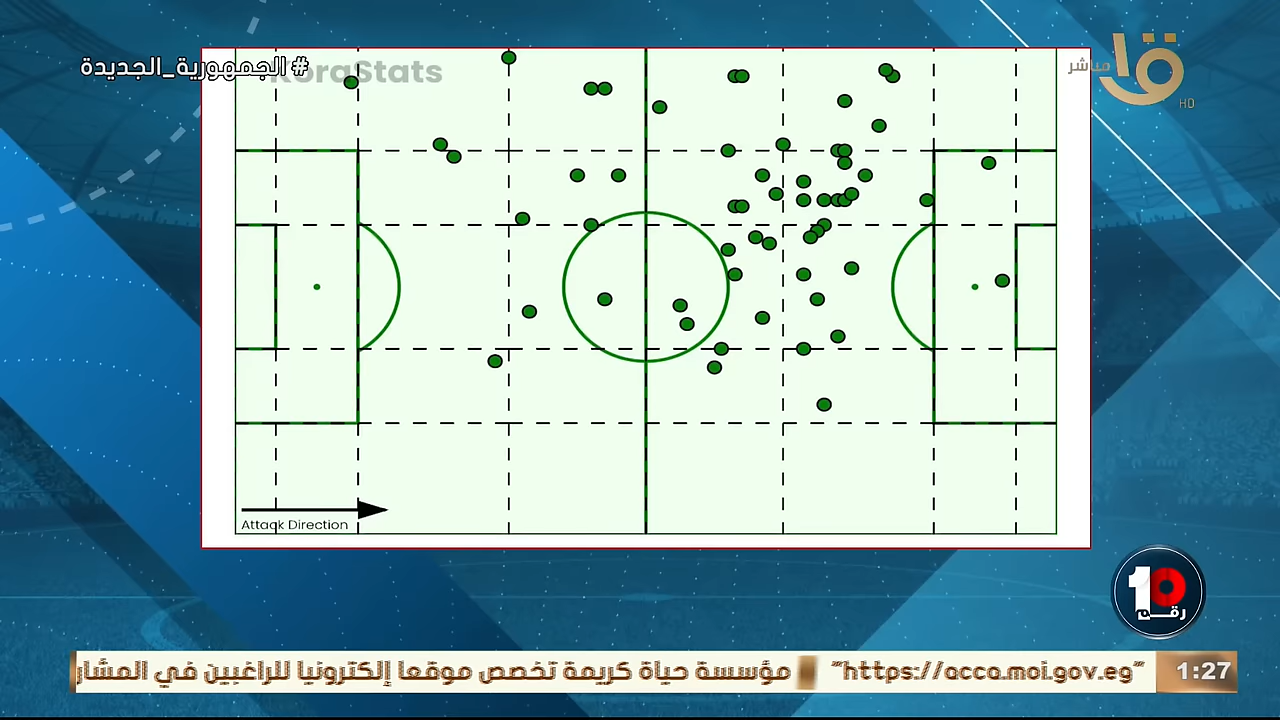 #الجمهورية_الجديدة
KoraStats
مباشر
HD
Attack Direction
10
رقم
مؤسسة حياة كريمة تخصص موقعا إلكترونيا للراغبين في المشار
"https://acca.moi.gov.eg"
1:27